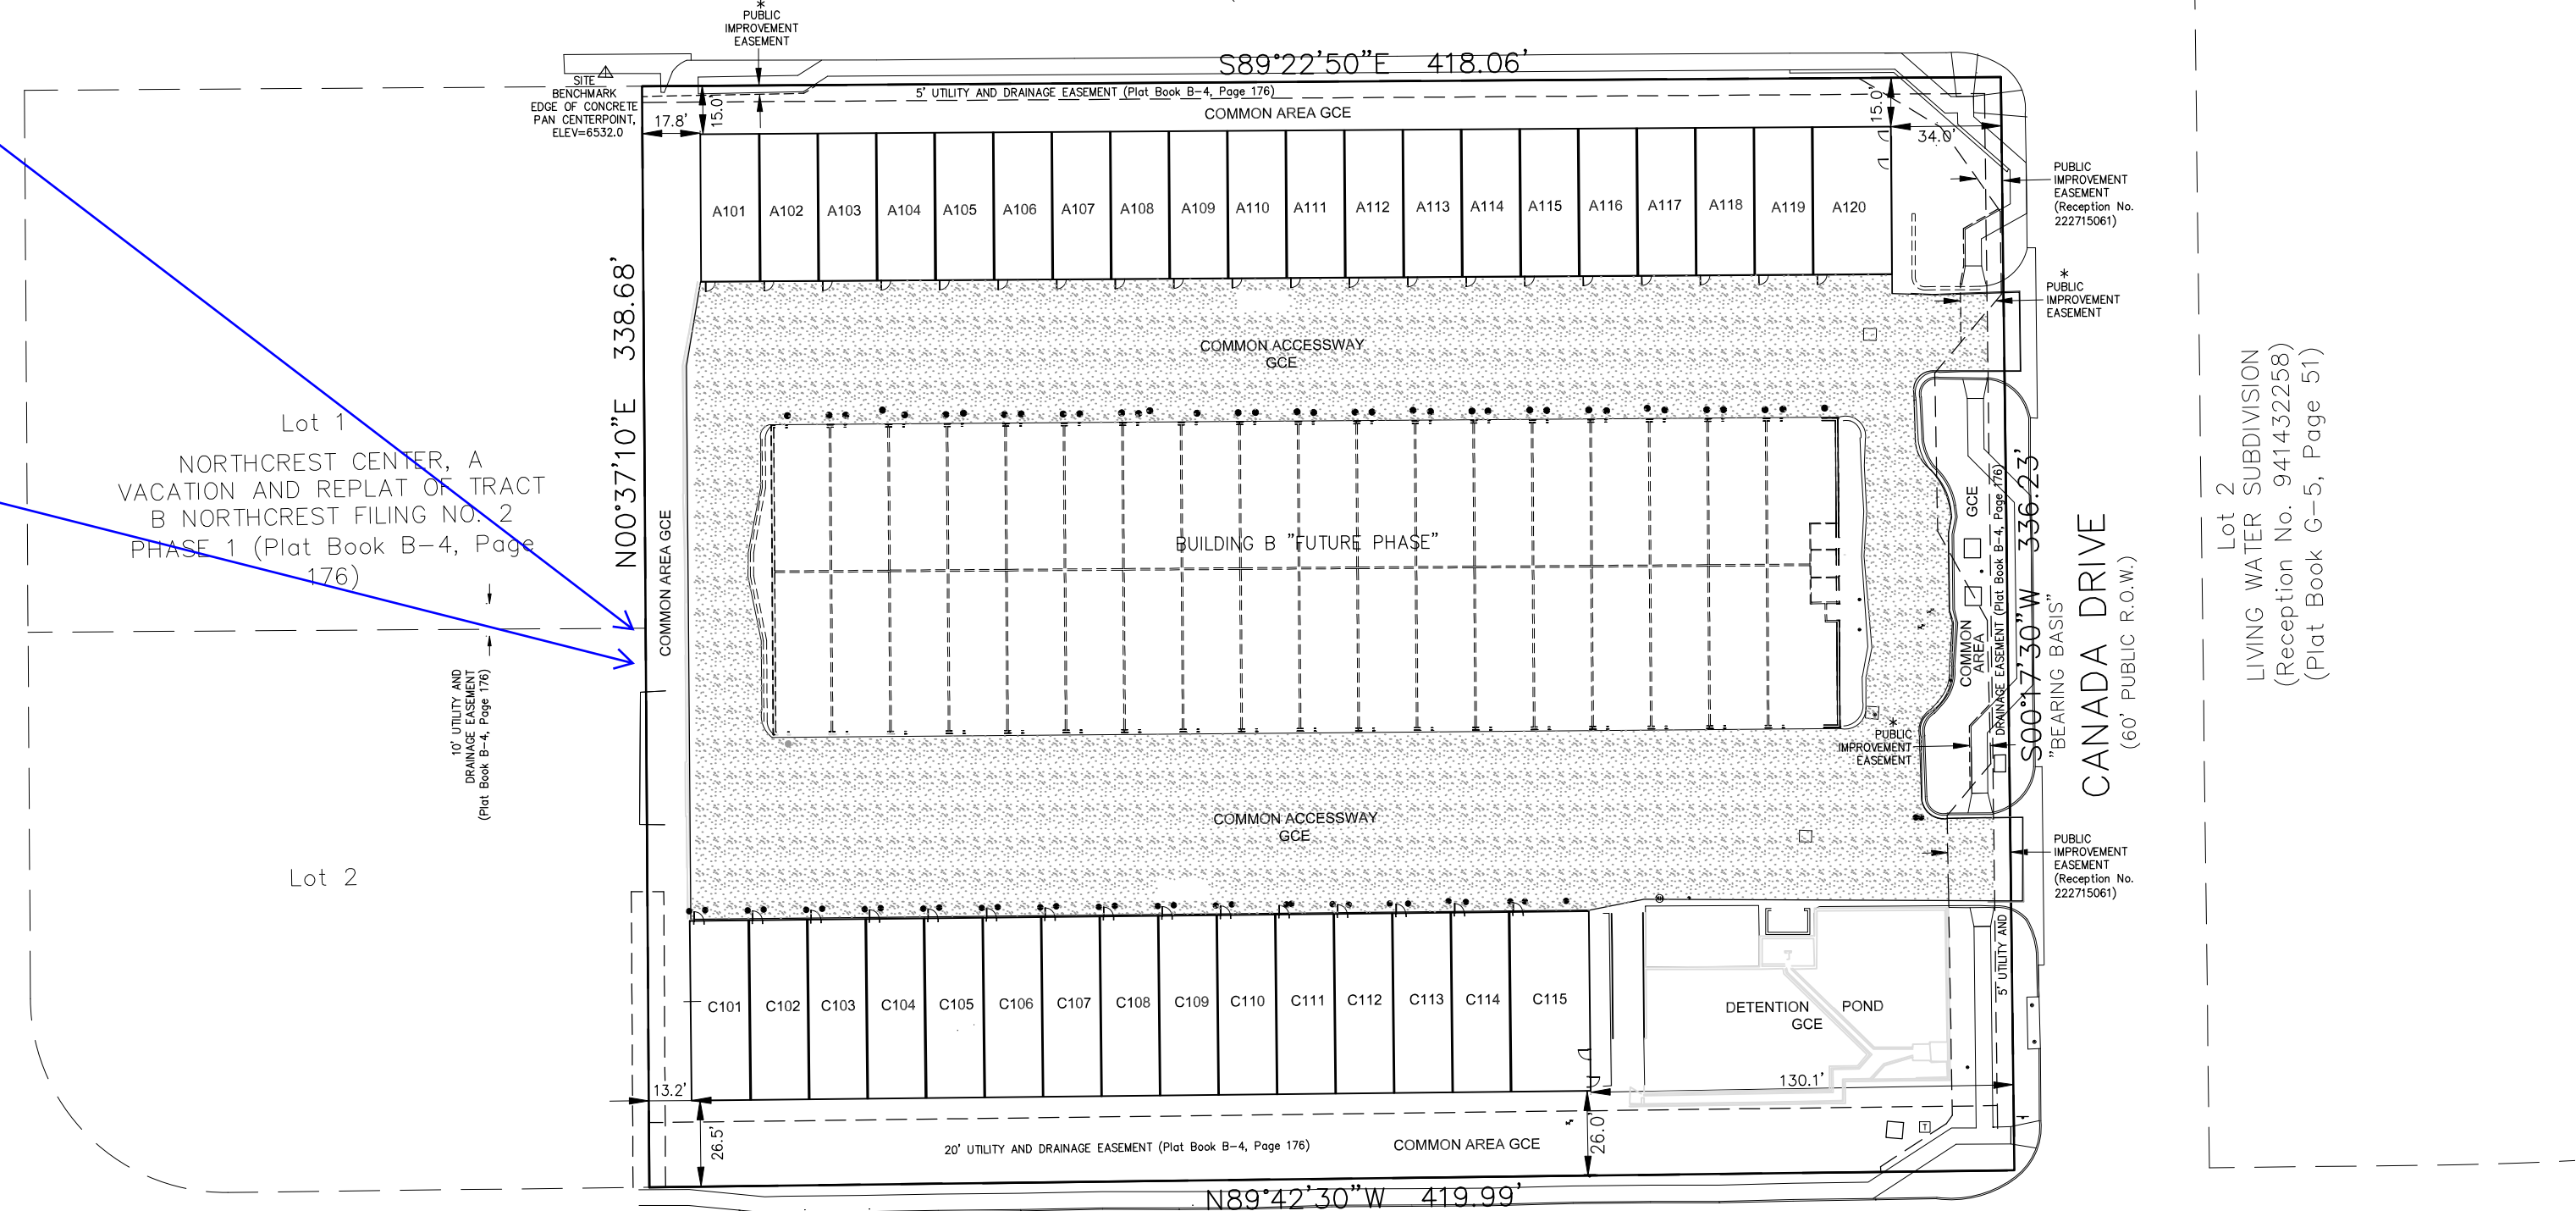 *
PUBLIC
IMPROVEMENT
EASEMENT
S89°22'50"E 418.06'
SITE
BENCHMARK
EDGE OF CONCRETE
PAN CENTERPOINT,
ELEV=6532.0
17.8'
15.0'
5' UTILITY AND DRAINAGE EASEMENT (Plat Book B-4, Page 176)
COMMON AREA GCE
15.0'
34.0'
PUBLIC
IMPROVEMENT
EASEMENT
(Reception No.
222715061)
A101
A102
A103
A104
A105
A106
A107
A108
A109
A110
A111
A112
A113
A114
A115
A116
A117
A118
A119
A120
*
PUBLIC
IMPROVEMENT
EASEMENT
N00°37'10"E 338.68'
COMMON ACCESSWAY
GCE
Lot 1
NORTHCREST CENTER, A
VACATION AND REPLAT OF TRACT
B NORTHCREST FILING NO. 2
PHASE 1 (Plat Book B-4, Page
176)
COMMON AREA GCE
BUILDING B "FUTURE PHASE"
GCE
COMMON
AREA
DRAINAGE EASEMENT (Plat Book B-4, Page 176)
S00°17'30"W 336.23'
"BEARING BASIS"
CANADA DRIVE
(60' PUBLIC R.O.W.)
Lot 2
LIVING WATER SUBDIVISION
(Reception No. 94143258)
(Plat Book G-5, Page 51)
10' UTILITY AND
DRAINAGE EASEMENT
(Plat Book B-4, Page 176)
*
PUBLIC
IMPROVEMENT
EASEMENT
COMMON ACCESSWAY
GCE
PUBLIC
IMPROVEMENT
EASEMENT
(Reception No.
222715061)
Lot 2
5' UTILITY AND
C101
C102
C103
C104
C105
C106
C107
C108
C109
C110
C111
C112
C113
C114
C115
DETENTION POND
GCE
13.2'
130.1'
26.5'
20' UTILITY AND DRAINAGE EASEMENT (Plat Book B-4, Page 176)
COMMON AREA GCE
26.0'
T
N89°42'30"W 419.99'